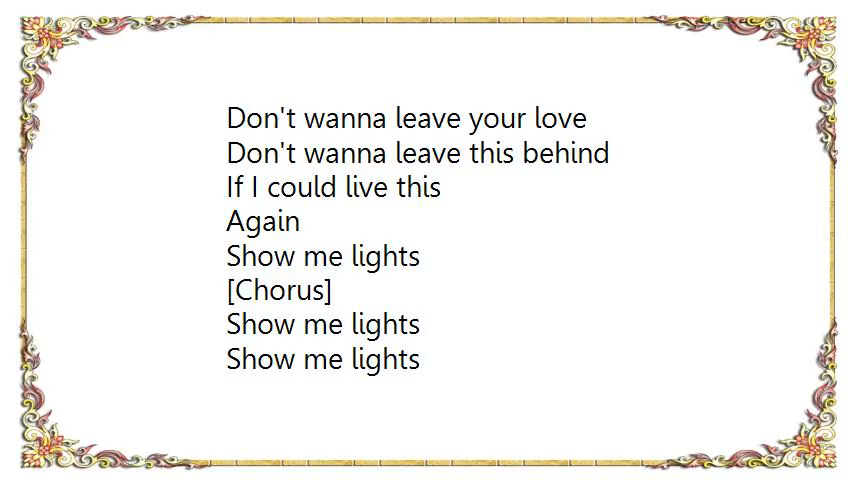 Don't wanna leave your love
Don't wanna leave this behind
If I could live this
Again
Show me lights
[Chorus]
Show me lights
Show me lights